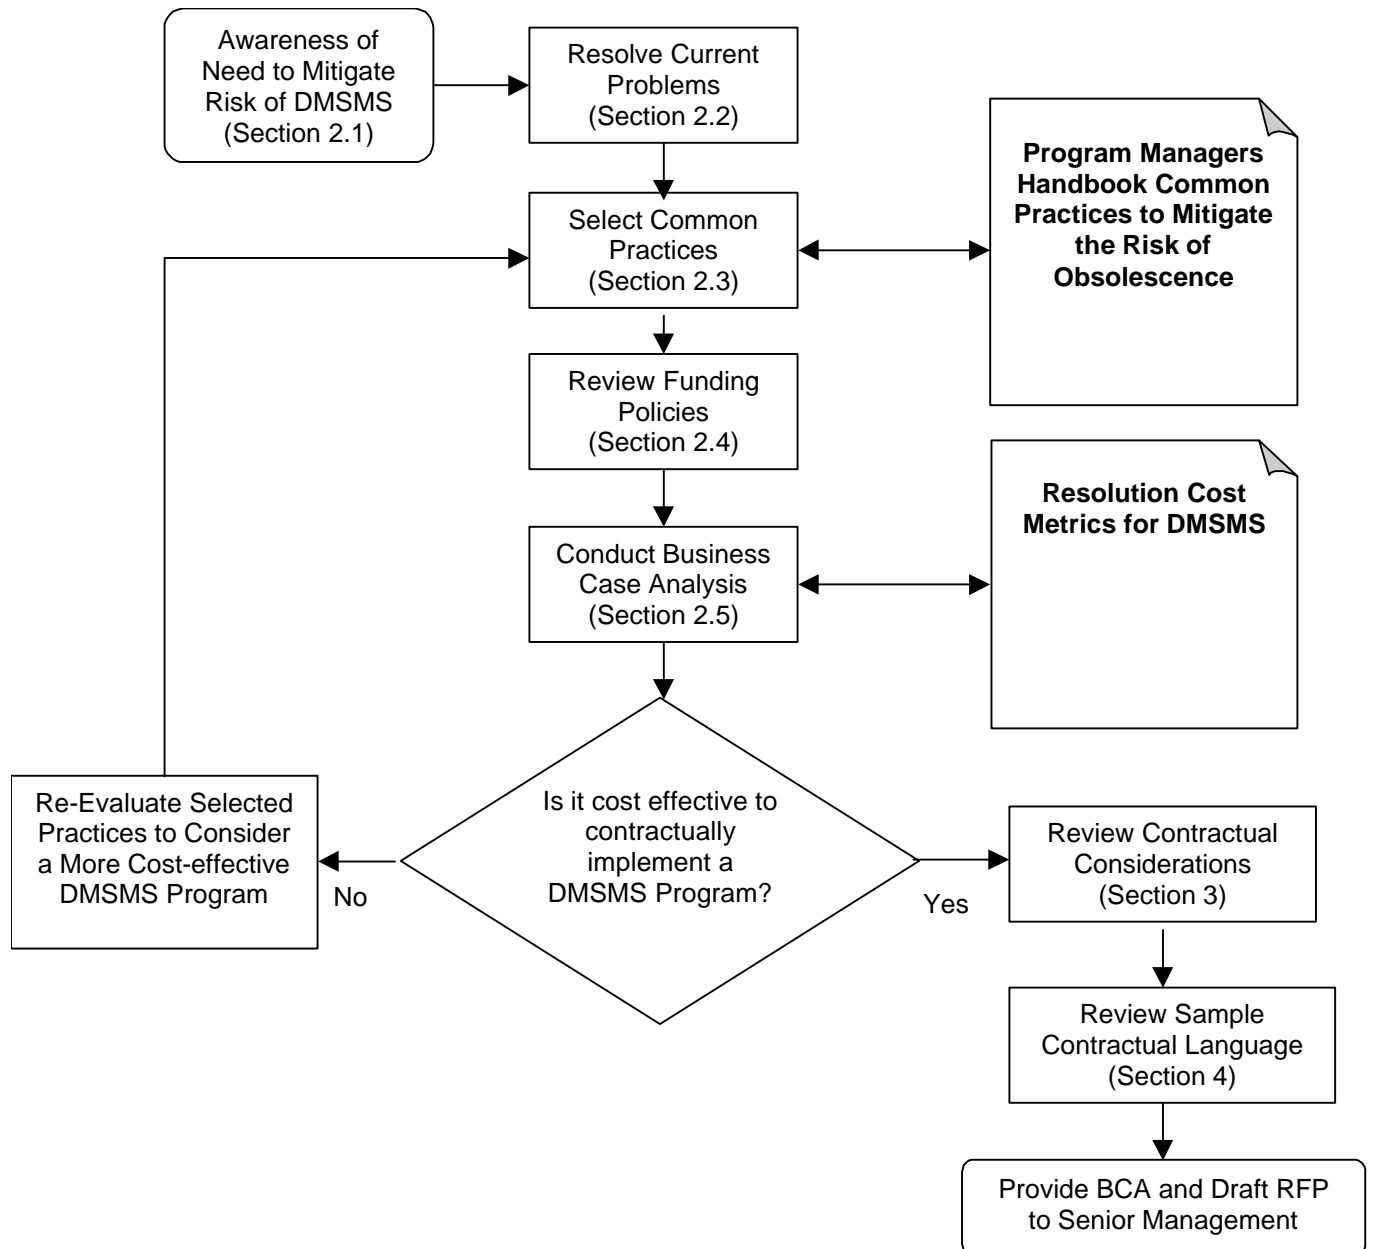 Awareness of
Need to Mitigate
Risk of DMSMS
(Section 2.1)
Resolve Current
Problems
(Section 2.2)
Program Managers
Handbook Common
Practices to Mitigate
the Risk of
Obsolescence
Select Common
Practices
(Section 2.3)
Review Funding
Policies
(Section 2.4)
Resolution Cost
Metrics for DMSMS
Conduct Business
Case Analysis
(Section 2.5)
Is it cost effective to
contractually
implement a
DMSMS Program?
Re-Evaluate Selected
Practices to Consider
a More Cost-effective
DMSMS Program
No
Yes
Review Contractual
Considerations
(Section 3)
Review Sample
Contractual Language
(Section 4)
Provide BCA and Draft RFP
to Senior Management